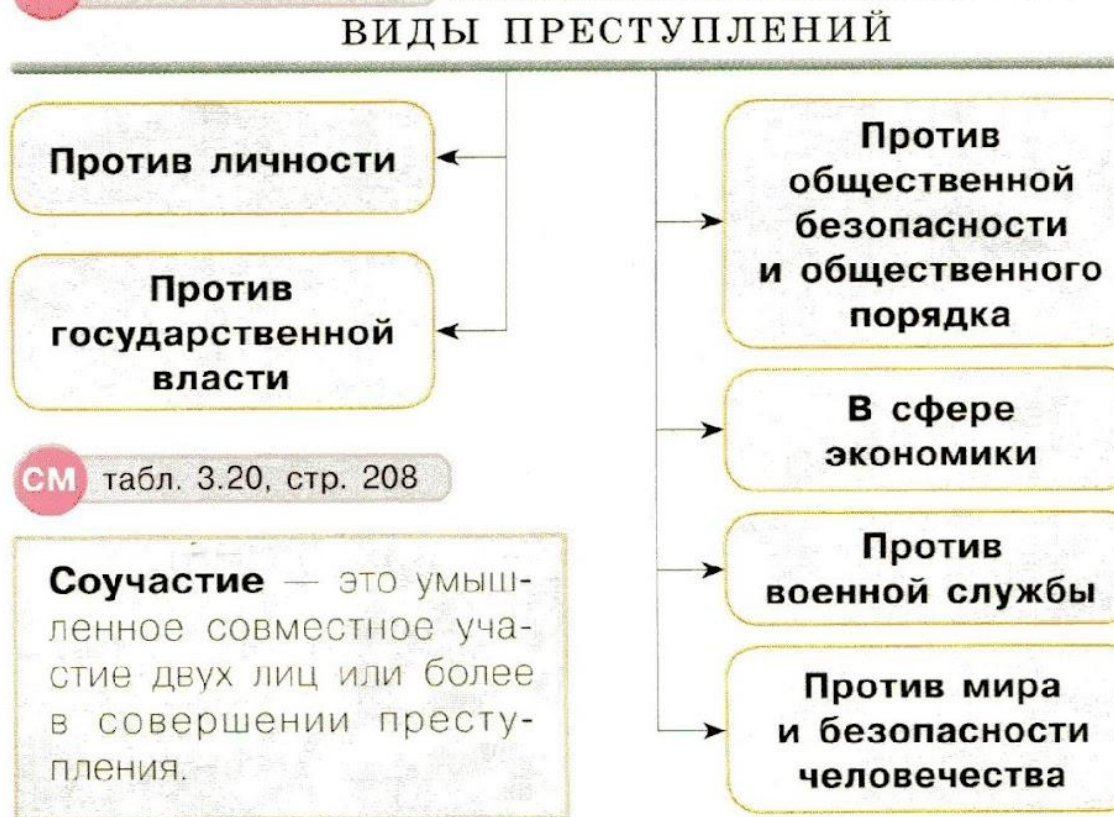 ВИДЫ ПРЕСТУПЛЕНИЙ
Против личности
Против
государственной
власти
СМ табл. 3.20, стр. 208
Соучастие — это умыш-
ленное совместное уча-
стие двух лиц или более
в совершении престу-
пления.
Против
общественной
безопасности
и общественного
порядка
В сфере
экономики
Против
военной службы
Против мира
и безопасности
человечества